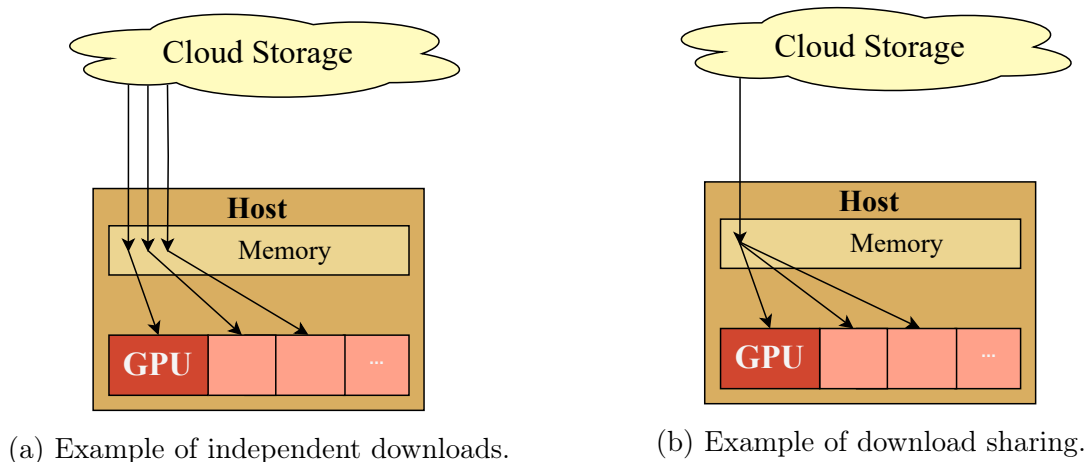 Cloud Storage
Host
Memory
GPU
...
(a) Example of independent downloads.
Cloud Storage
Host
Memory
GPU
...
(b) Example of download sharing.